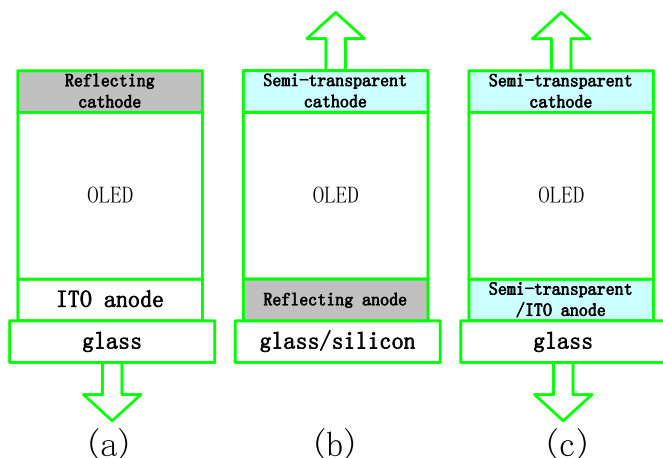 Reflecting
cathode
OLED
ITO anode
glass
(a)
Semi-transparent
cathode
OLED
Reflecting anode
glass/silicon
(b)
Semi-transparent
cathode
OLED
Semi-transparent
/ITO anode
glass
(c)